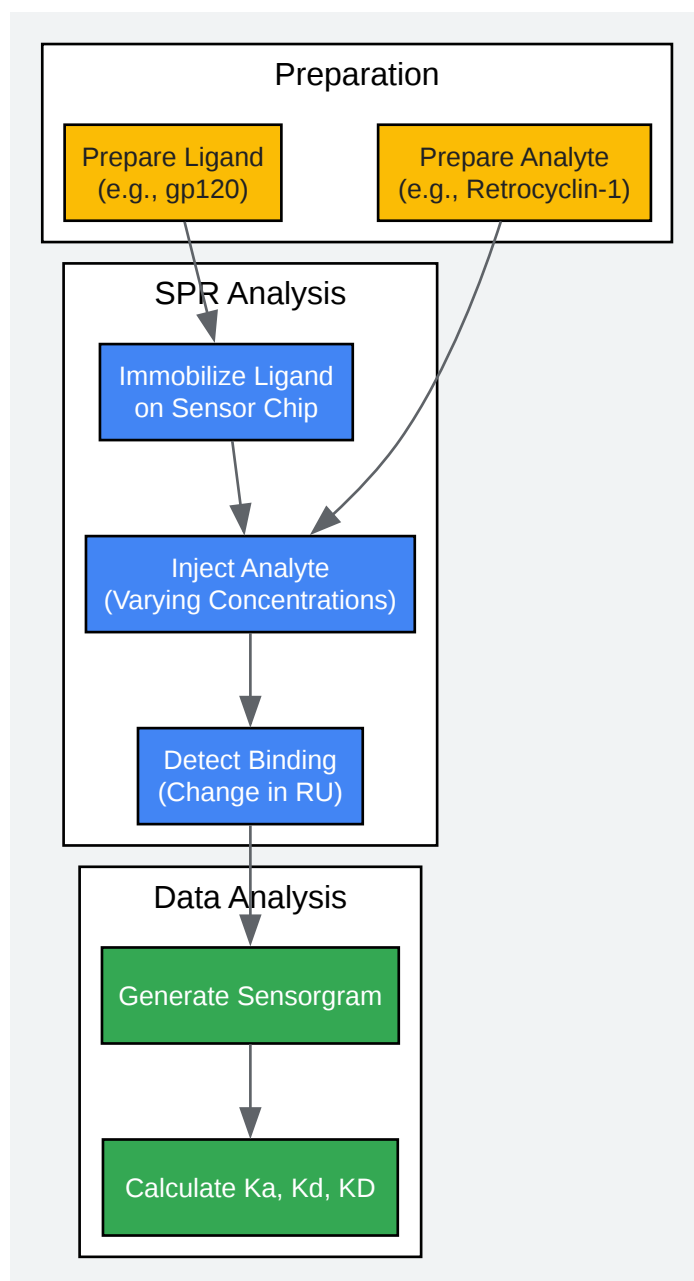 Preparation
Prepare Ligand
(e.g., gp120)
Prepare Analyte
(e.g., Retrocyclin-1)
SPR Analysis
Immobilize Ligand
on Sensor Chip
Inject Analyte
(Varying Concentrations)
Detect Binding
(Change in RU)
Data Analysis
Generate Sensorgram
Calculate Ka, Kd, KD